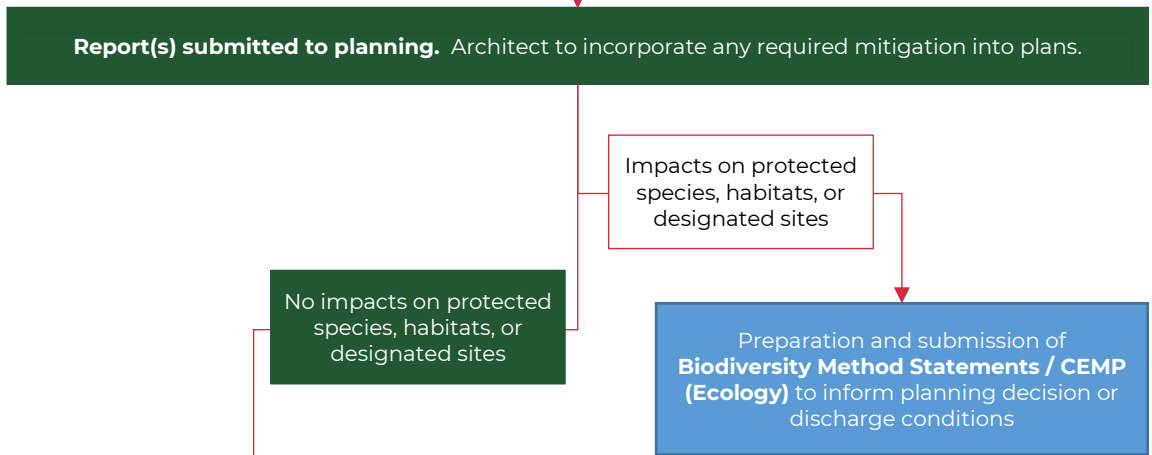 Report(s) submitted to planning. Architect to incorporate any required mitigation into plans.
Impacts on protected
species, habitats, or
designated sites
No impacts on protected
species, habitats, or
designated sites
Preparation and submission of
Biodiversity Method Statements / CEMP
(Ecology) to inform planning decision or
discharge conditions